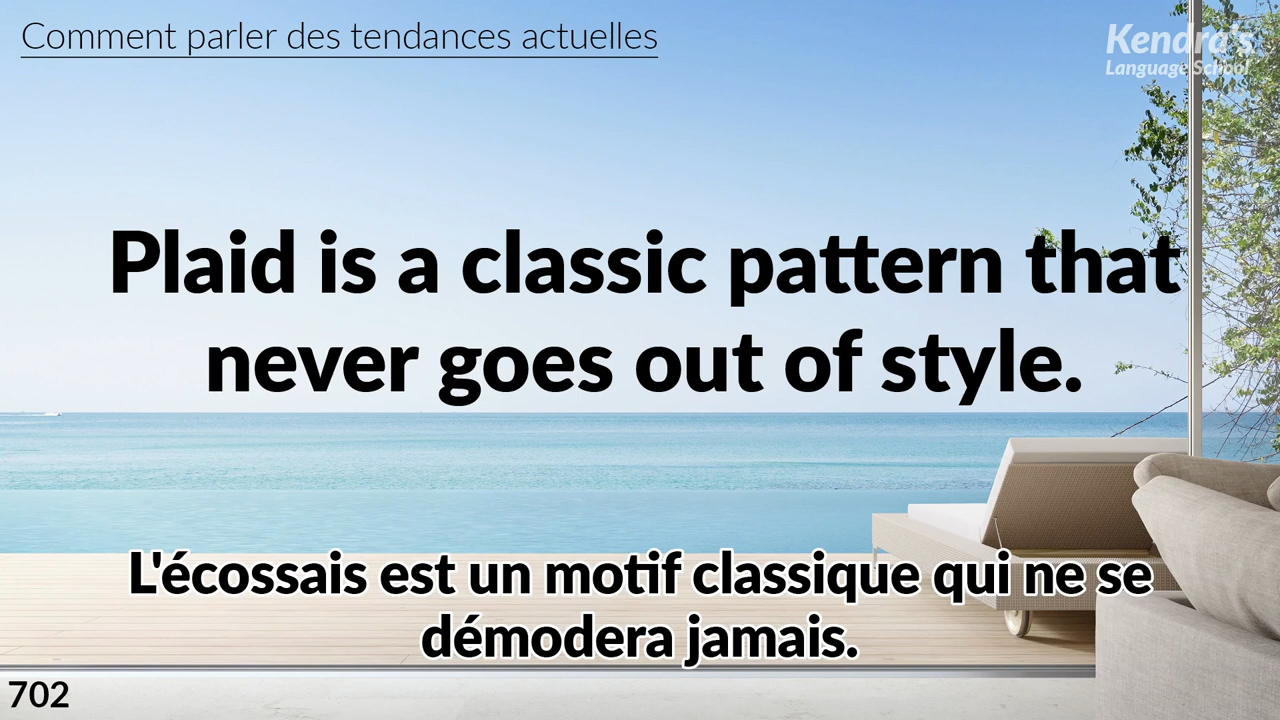 Comment parler des tendances actuelles
Kendra's
Language School
Plaid is a classic pattern that
never goes out of style.
L'écossais est un motif classique qui ne se
démodera jamais.
702